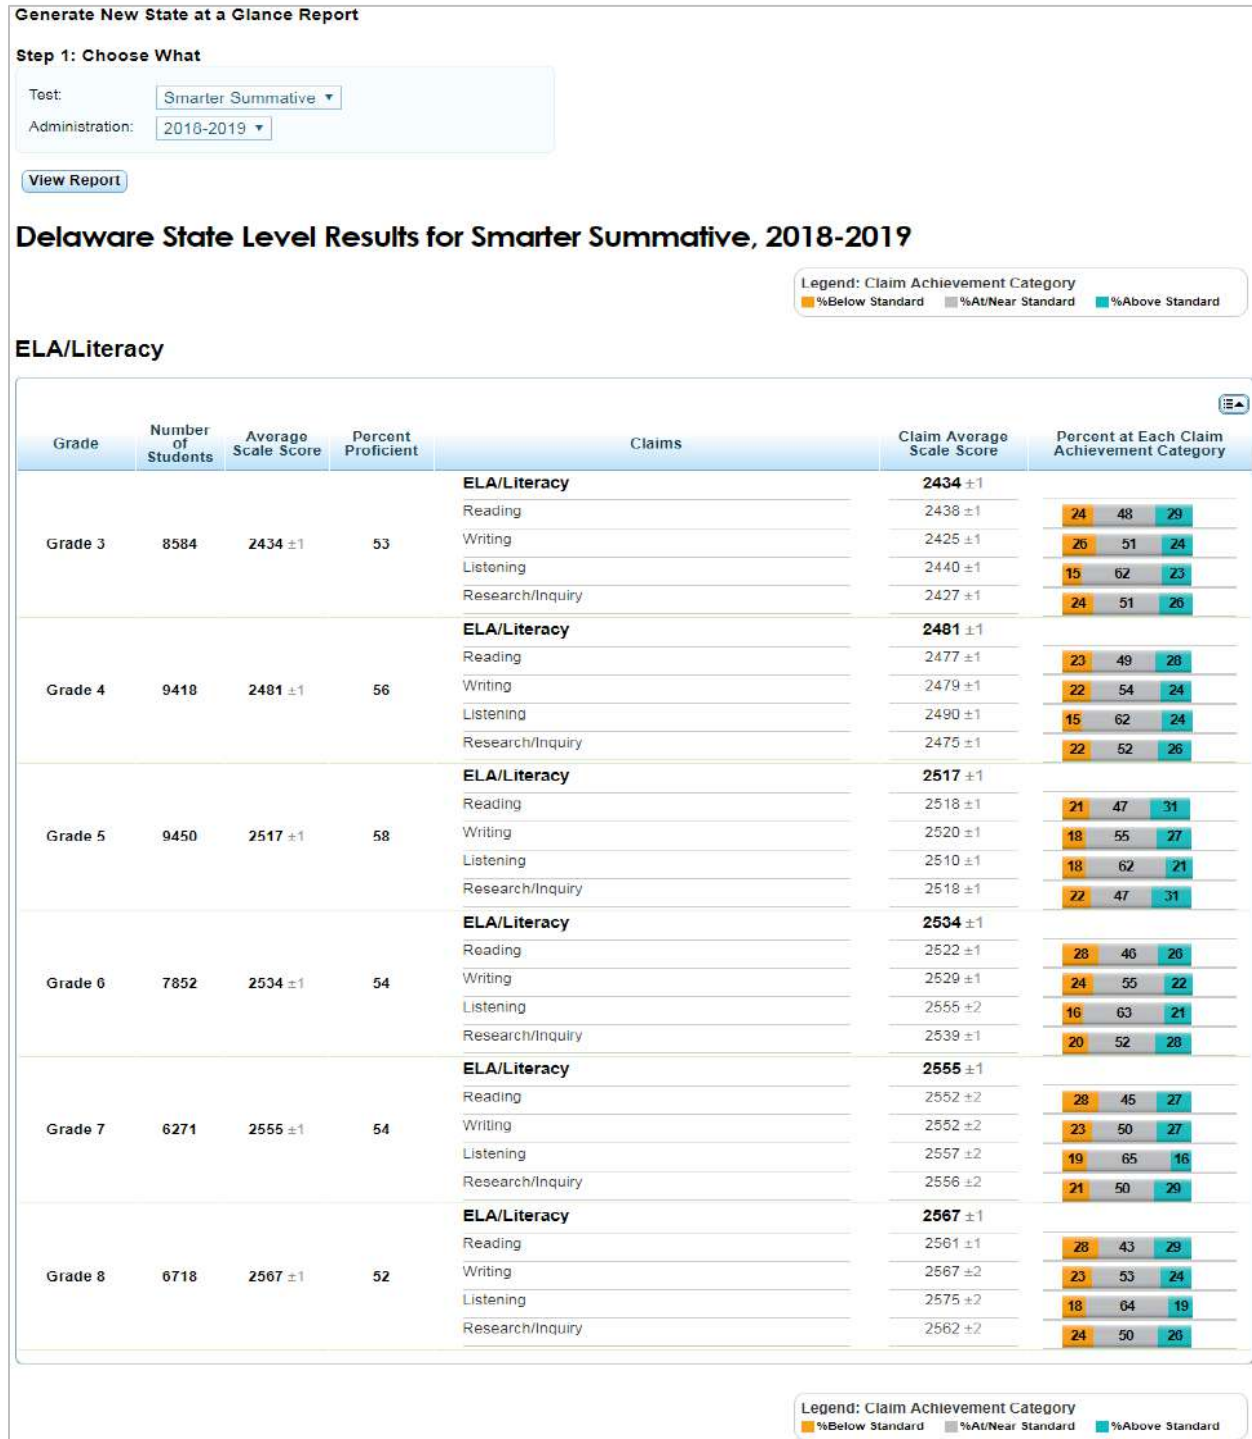 Generate New State at a Glance Report
Step 1: Choose What
Test: Smarter Summative
Administration: 2018-2019
View Report
Delaware State Level Results for Smarter Summative, 2018-2019
Legend: Claim Achievement Category
%Below Standard %At/Near Standard %Above Standard
ELA/Literacy
Grade Number of Students Average Scale Score Percent Proficient Claims Claim Average Scale Score Percent at Each Claim Achievement Category
ELA/Literacy 2434 ±1
Reading 2438 ±1 24 48 29
Grade 3 8584 2434 ±1 53 Writing 2425 ±1 26 51 24
Listening 2440 ±1 15 62 23
Research/Inquiry 2427 ±1 24 51 26
ELA/Literacy 2481 ±1
Reading 2477 ±1 23 49 28
Grade 4 9418 2481 ±1 56 Writing 2479 ±1 22 54 24
Listening 2490 ±1 15 62 24
Research/Inquiry 2475 ±1 22 52 26
ELA/Literacy 2517 ±1
Reading 2518 ±1 21 47 31
Grade 5 9450 2517 ±1 58 Writing 2520 ±1 18 55 27
Listening 2510 ±1 18 62 21
Research/Inquiry 2518 ±1 22 47 31
ELA/Literacy 2534 ±1
Reading 2522 ±1 28 46 26
Grade 6 7852 2534 ±1 54 Writing 2529 ±1 24 55 22
Listening 2555 ±2 16 63 21
Research/Inquiry 2539 ±1 20 52 28
ELA/Literacy 2555 ±1
Reading 2552 ±2 28 45 27
Grade 7 6271 2555 ±1 54 Writing 2552 ±2 23 50 27
Listening 2557 ±2 19 65 16
Research/Inquiry 2556 ±2 21 50 29
ELA/Literacy 2567 ±1
Reading 2561 ±1 28 43 29
Grade 8 6718 2567 ±1 52 Writing 2567 ±2 23 53 24
Listening 2575 ±2 18 64 19
Research/Inquiry 2562 ±2 24 50 26
Legend: Claim Achievement Category
%Below Standard %At/Near Standard %Above Standard